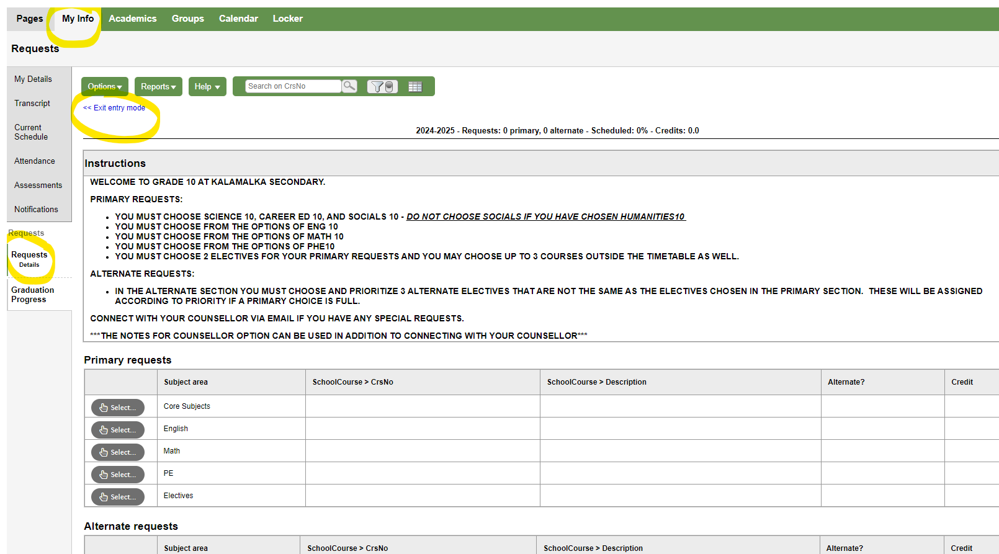 Pages My Info Academics Groups Calendar Locker
Requests
My Details
Transcript
Current
Schedule
Attendance
Assessments
Notifications
Requests
Requests
Details
Graduation
Progress
Options Reports Help Search on CrsNo
<< Exit entry mode
2024-2025 - Requests: 0 primary, 0 alternate - Scheduled: 0% - Credits: 0.0
Instructions
WELCOME TO GRADE 10 AT KALAMALKA SECONDARY.
PRIMARY REQUESTS:
• YOU MUST CHOOSE SCIENCE 10, CAREER ED 10, AND SOCIALS 10 - DO NOT CHOOSE SOCIALS IF YOU HAVE CHOSEN HUMANITIES10
• YOU MUST CHOOSE FROM THE OPTIONS OF ENG 10
• YOU MUST CHOOSE FROM THE OPTIONS OF MATH 10
• YOU MUST CHOOSE FROM THE OPTIONS OF PHE10
• YOU MUST CHOOSE 2 ELECTIVES FOR YOUR PRIMARY REQUESTS AND YOU MAY CHOOSE UP TO 3 COURSES OUTSIDE THE TIMETABLE AS WELL.
ALTERNATE REQUESTS:
• IN THE ALTERNATE SECTION YOU MUST CHOOSE AND PRIORITIZE 3 ALTERNATE ELECTIVES THAT ARE NOT THE SAME AS THE ELECTIVES CHOSEN IN THE PRIMARY SECTION. THESE WILL BE ASSIGNED
ACCORDING TO PRIORITY IF A PRIMARY CHOICE IS FULL.
CONNECT WITH YOUR COUNSELLOR VIA EMAIL IF YOU HAVE ANY SPECIAL REQUESTS.
***THE NOTES FOR COUNSELLOR OPTION CAN BE USED IN ADDITION TO CONNECTING WITH YOUR COUNSELLOR***
Primary requests
Subject area SchoolCourse > CrsNo SchoolCourse > Description Alternate? Credit
Select... Core Subjects
Select... English
Select... Math
Select... PE
Select... Electives
Alternate requests
Subject area SchoolCourse > CrsNo SchoolCourse > Description Alternate? Credit